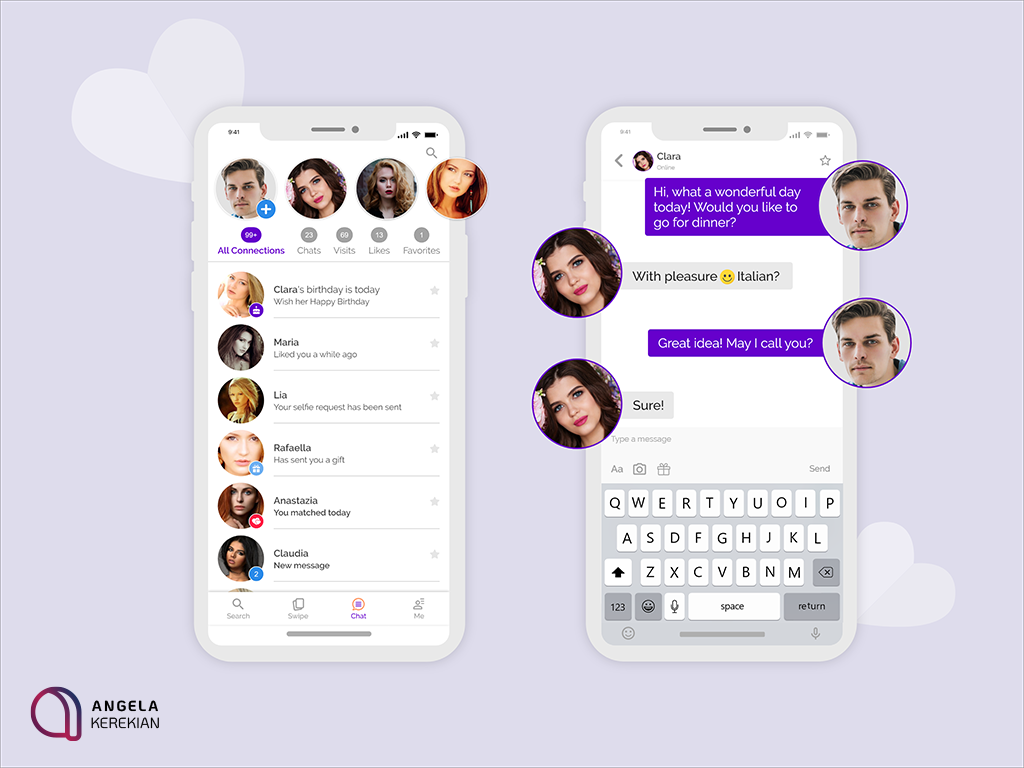 9:41
99+
23
69
13
1
All Connections
Chats
Visits
Likes
Favorites
Clara's birthday is today
Wish her Happy Birthday
Maria
Liked you a while ago
Lia
Your selfie request has been sent
Rafaella
Has sent you a gift
Anastazia
You matched today
Claudia
New message
2
Search
Swipe
Chat
Me
9:41
Clara
Online
Hi, what a wonderful day
today! Would you like to
go for dinner?
With pleasure 😀 Italian?
Great idea! May I call you?
Sure!
Type a message
Aa
Send
Q W E R T Y U O I P
A S D F G H J K L
Z X C V B N M
123
space
return
ANGELA
KEREKIAN